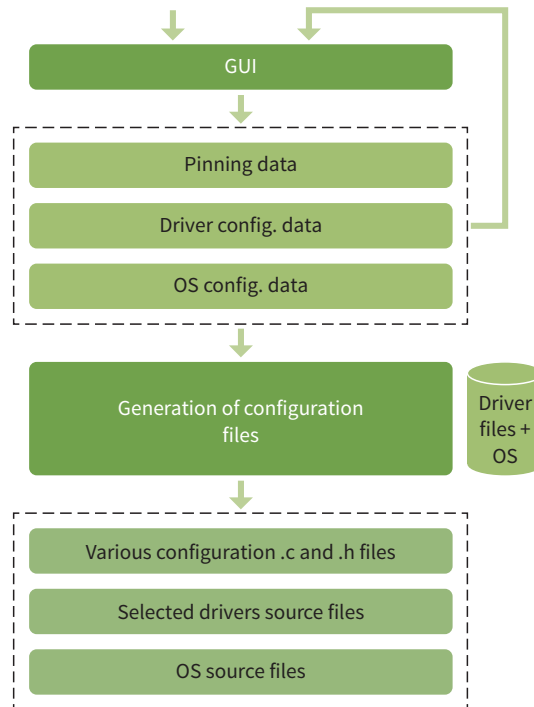 GUI
Pinning data
Driver config. data
OS config. data
Generation of configuration
files
Driver
files +
OS
Various configuration .c and .h files
Selected drivers source files
OS source files